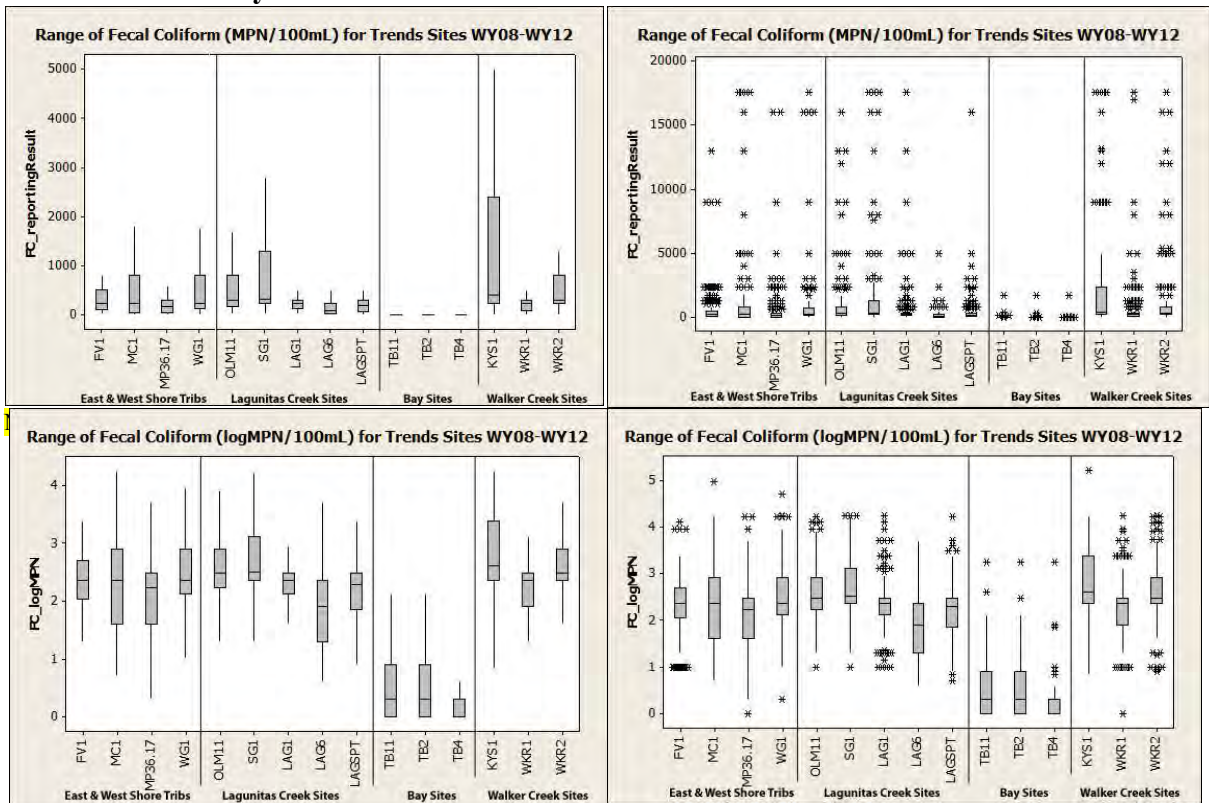 Range of Fecal Coliform (MPN/100mL) for Trends Sites WY08-WY12
FC_reportingResult
5000
4000
3000
2000
1000
0
FV1 MC1 MP36.17 WG1 OLM11 SG1 LAG1 LAG6 LAGSPT TB11 TB2 TB4 KYS1 WKR1 WKR2
East & West Shore Tribs Lagunitas Creek Sites Bay Sites Walker Creek Sites
Range of Fecal Coliform (MPN/100mL) for Trends Sites WY08-WY12
FC_reportingResult
20000
15000
10000
5000
0
FV1 MC1 MP36.17 WG1 OLM11 SG1 LAG1 LAG6 LAGSPT TB11 TB2 TB4 KYS1 WKR1 WKR2
East & West Shore Tribs Lagunitas Creek Sites Bay Sites Walker Creek Sites
Range of Fecal Coliform (logMPN/100mL) for Trends Sites WY08-WY12
FC_logMPN
4
3
2
1
0
FV1 MC1 MP36.17 WG1 OLM11 SG1 LAG1 LAG6 LAGSPT TB11 TB2 TB4 KYS1 WKR1 WKR2
East & West Shore Tribs Lagunitas Creek Sites Bay Sites Walker Creek Sites
Range of Fecal Coliform (logMPN/100mL) for Trends Sites WY08-WY12
FC_logMPN
5
4
3
2
1
0
FV1 MC1 MP36.17 WG1 OLM11 SG1 LAG1 LAG6 LAGSPT TB11 TB2 TB4 KYS1 WKR1 WKR2
East & West Shore Tribs Lagunitas Creek Sites Bay Sites Walker Creek Sites